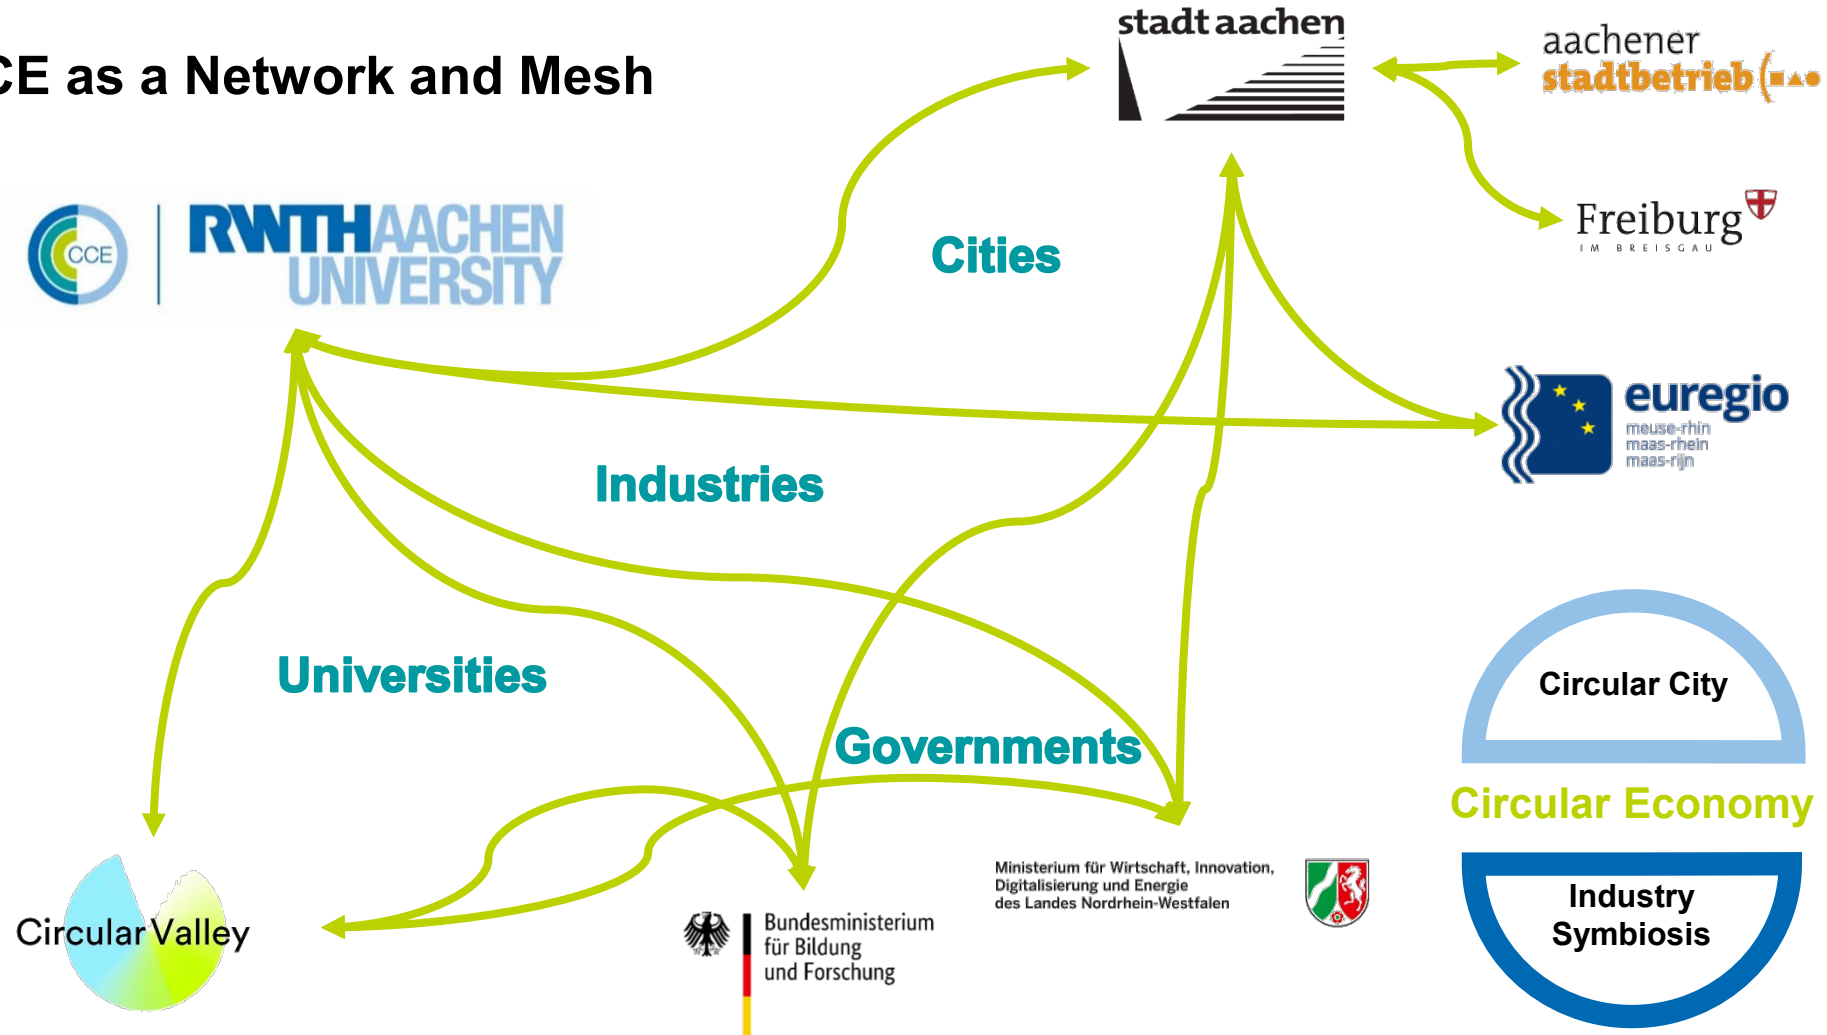 CE as a Network and Mesh
stadt aachen
aachener
stadtbetrieb
CCE
RWTH AACHEN
UNIVERSITY
Freiburg
IM BREISGAU
Cities
euregio
meuse-rhin
maas-rhein
maas-rijn
Industries
Universities
Governments
Circular City
Circular Economy
Industry
Symbiosis
Circular Valley
Bundesministerium
für Bildung
und Forschung
Ministerium für Wirtschaft, Innovation,
Digitalisierung und Energie
des Landes Nordrhein-Westfalen